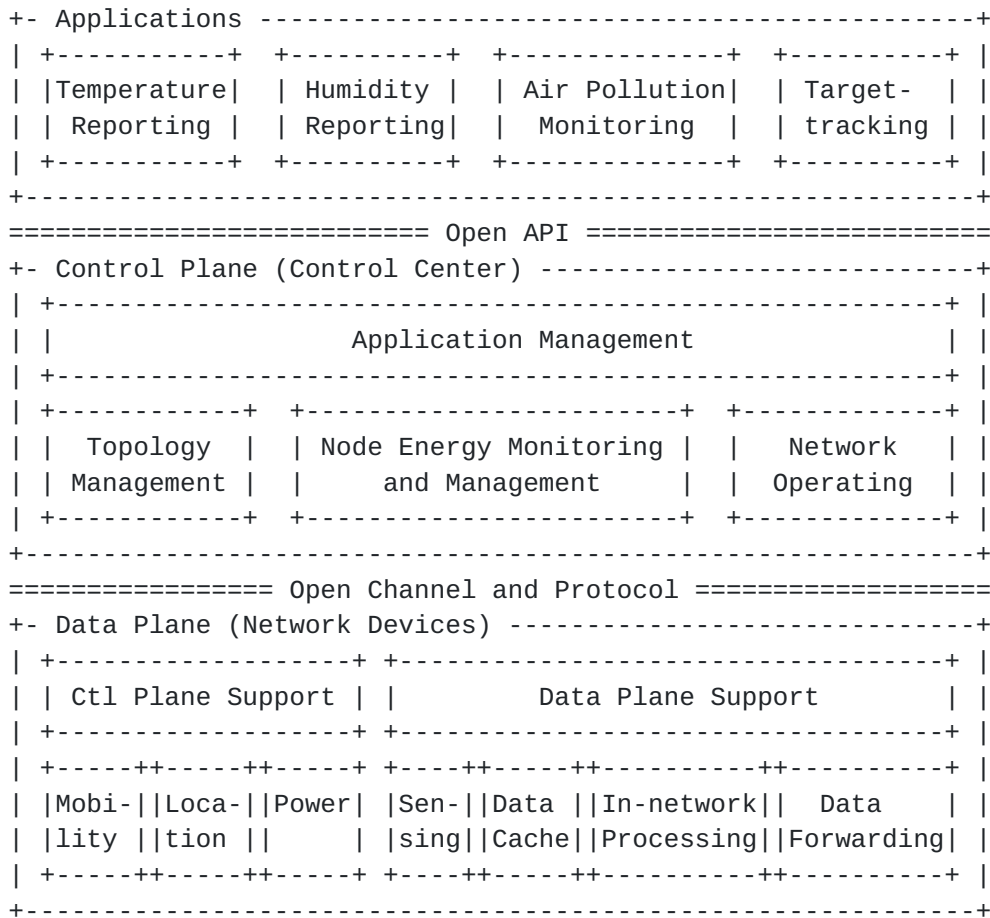 +- Applications ----------------------------------------------+
| +-----------+  +----------+  +--------------+  +----------+ |
| |Temperature|  | Humidity |  | Air Pollution|  | Target-  | |
| | Reporting |  | Reporting|  |  Monitoring  |  | tracking | |
| +-----------+  +----------+  +--------------+  +----------+ |
+-------------------------------------------------------------+
=========================== Open API ==========================
+- Control Plane (Control Center) ----------------------------+
| +---------------------------------------------------------+ |
| |                   Application Management                | |
| +---------------------------------------------------------+ |
| +------------+  +------------------------+  +-------------+ |
| |  Topology  |  | Node Energy Monitoring |  |   Network   | |
| | Management |  |     and Management     |  |  Operating  | |
| +------------+  +------------------------+  +-------------+ |
+-------------------------------------------------------------+
================= Open Channel and Protocol ===================
+- Data Plane (Network Devices) ------------------------------+
| +-------------------+ +-----------------------------------+ |
| | Ctl Plane Support | |         Data Plane Support        | |
| +-------------------+ +-----------------------------------+ |
| +-----++-----++-----+ +----++-----++----------++----------+ |
| |Mobi-||Loca-||Power| |Sen-||Data ||In-network||  Data    | |
| |lity ||tion ||     | |sing||Cache||Processing||Forwarding| |
| +-----++-----++-----+ +----++-----++----------++----------+ |
+-------------------------------------------------------------+